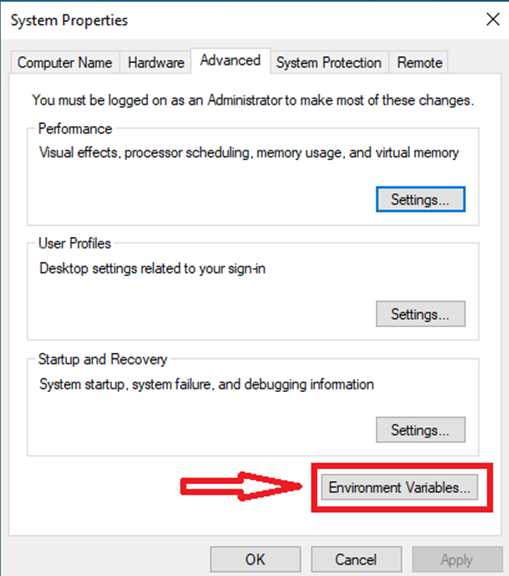 System Properties
Computer Name Hardware Advanced System Protection Remote
You must be logged on as an Administrator to make most of these changes.
Performance
Visual effects, processor scheduling, memory usage, and virtual memory
Settings...
User Profiles
Desktop settings related to your sign-in
Settings...
Startup and Recovery
System startup, system failure, and debugging information
Settings...
Environment Variables...
OK Cancel Apply